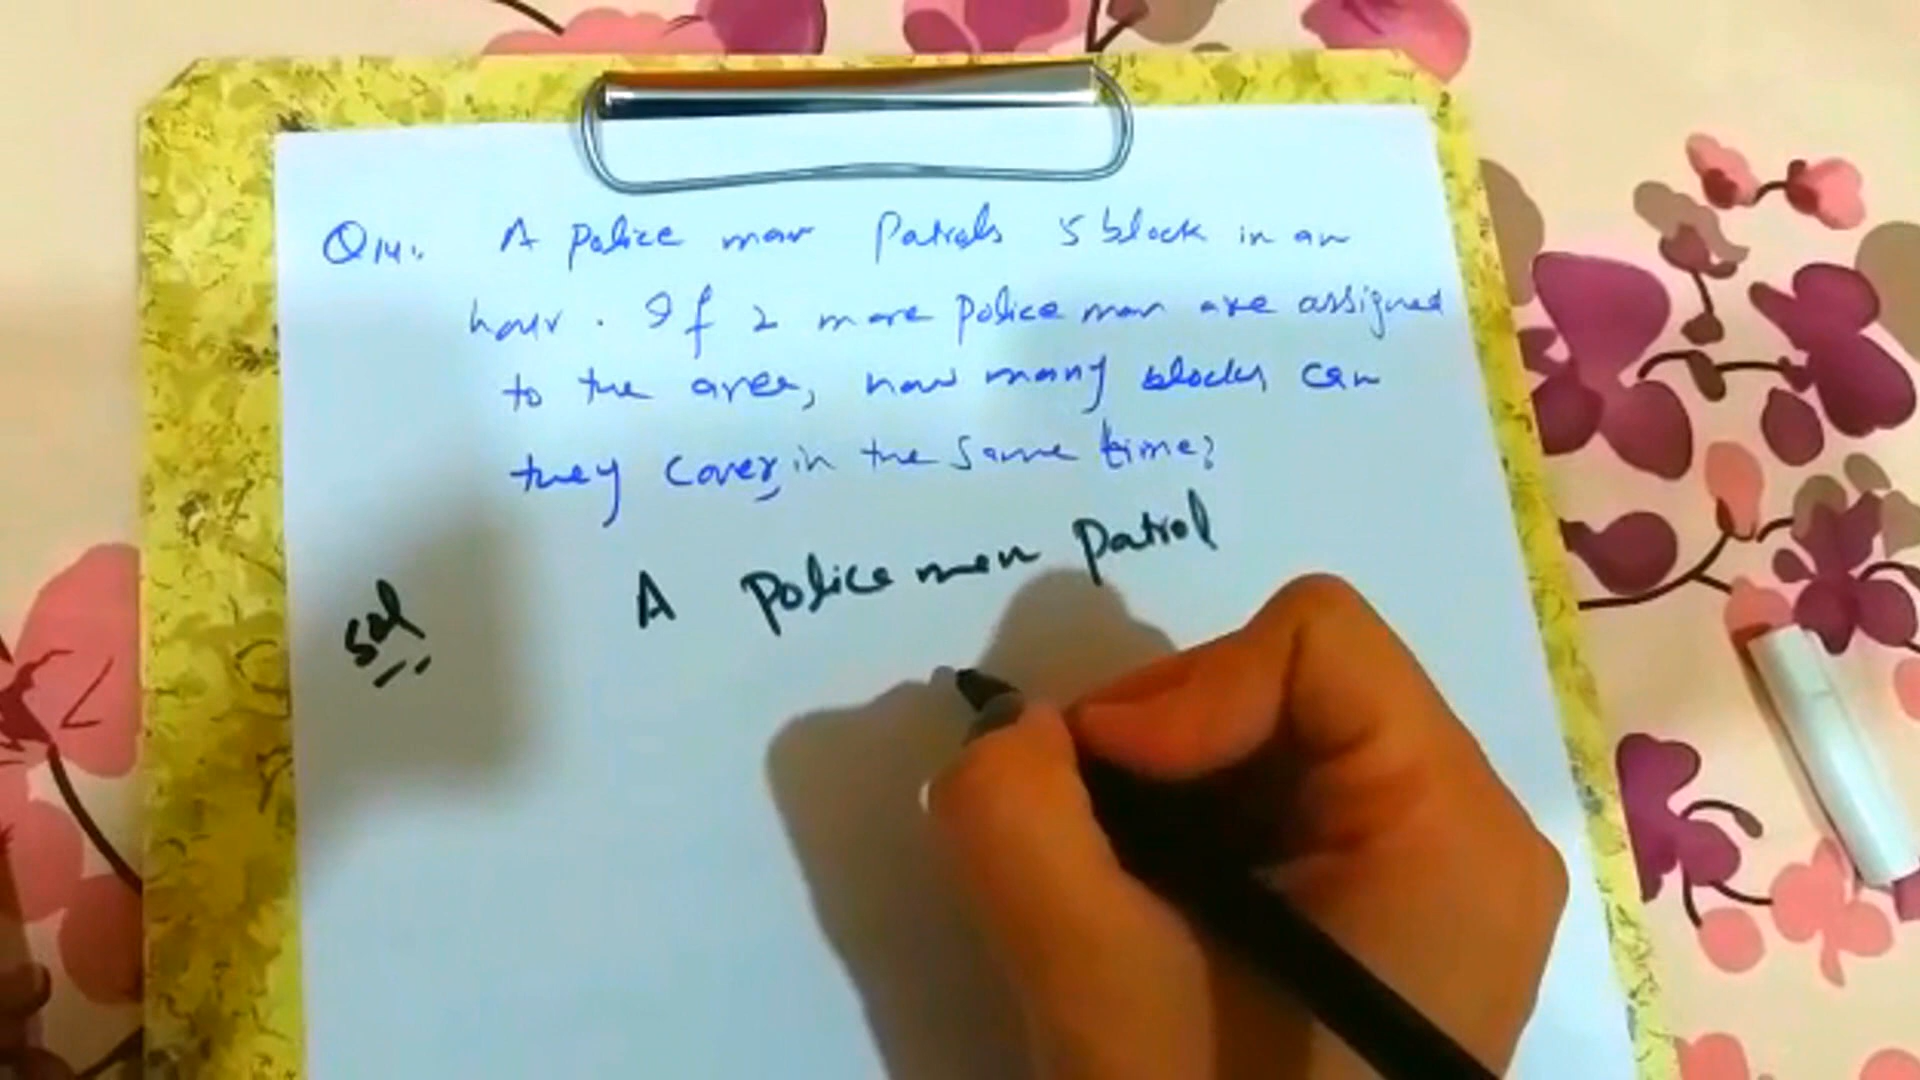 Q14. A Police man Patrols 5 block in an
hour. If 2 more police man are assigned
to the area, how many blocks can
they cover, in the same time?
Sol A Police man patrol